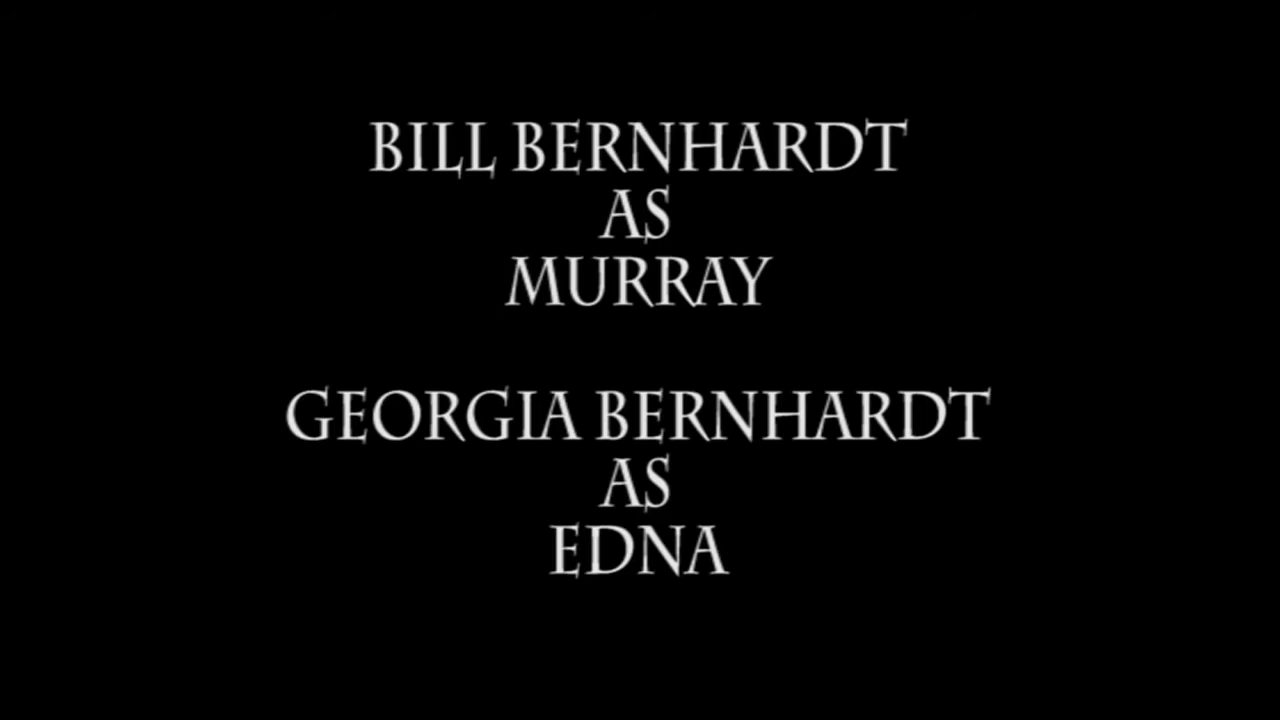 BILL BERNHARDT
AS
MURRAY
GEORGIA BERNHARDT
AS
EDNA